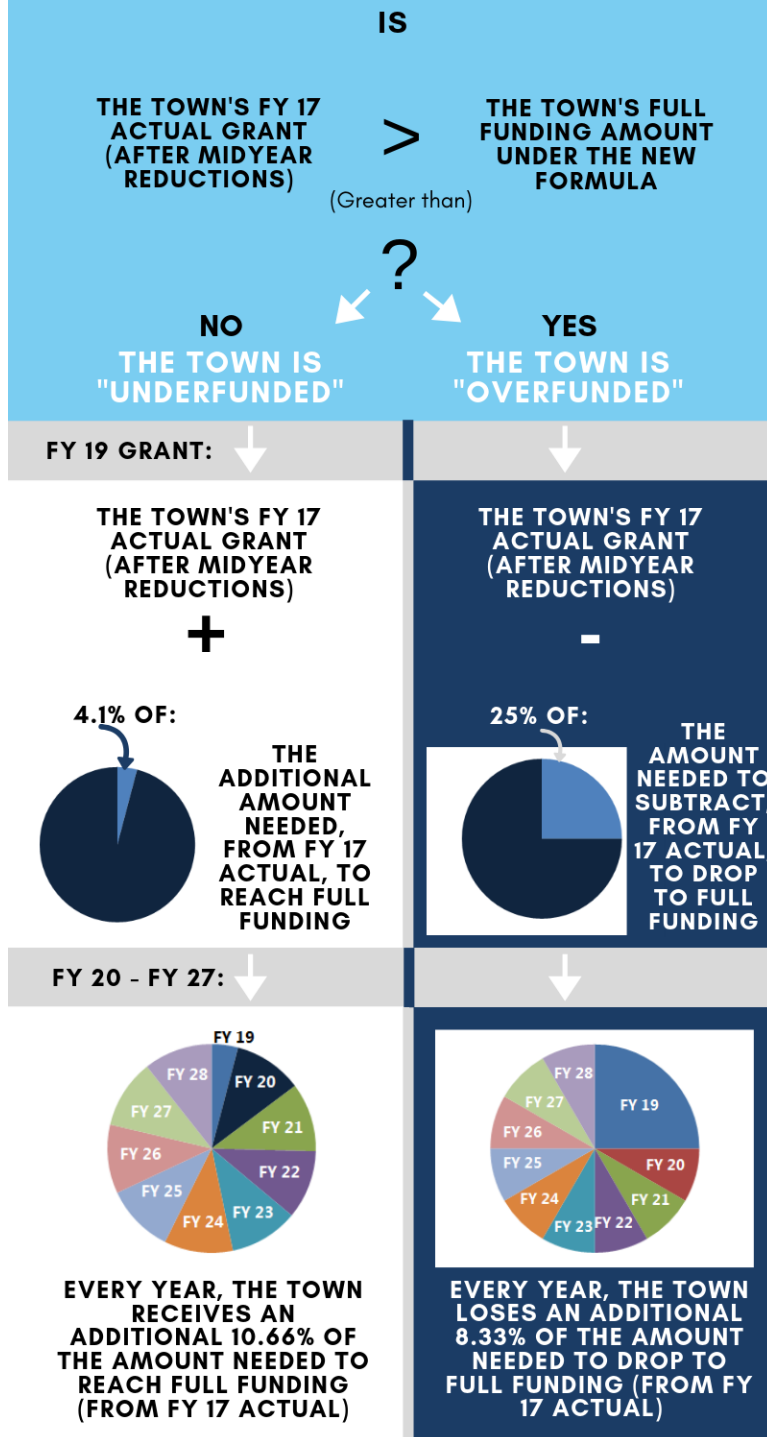 IS
THE TOWN'S FY 17
ACTUAL GRANT
(AFTER MIDYEAR
REDUCTIONS)
>
(Greater than)
THE TOWN'S FULL
FUNDING AMOUNT
UNDER THE NEW
FORMULA
?
NO
THE TOWN IS
"UNDERFUNDED"
YES
THE TOWN IS
"OVERFUNDED"
FY 19 GRANT:
THE TOWN'S FY 17
ACTUAL GRANT
(AFTER MIDYEAR
REDUCTIONS)
+
4.1% OF:
THE
ADDITIONAL
AMOUNT
NEEDED,
FROM FY 17
ACTUAL, TO
REACH FULL
FUNDING
THE TOWN'S FY 17
ACTUAL GRANT
(AFTER MIDYEAR
REDUCTIONS)
-
25% OF:
THE
AMOUNT
NEEDED TO
SUBTRACT,
FROM FY
17 ACTUAL
TO DROP
TO FULL
FUNDING
FY 20 - FY 27:
FY 19
FY 20
FY 21
FY 22
FY 23
FY 24
FY 25
FY 26
FY 27
FY 28
EVERY YEAR, THE TOWN
RECEIVES AN
ADDITIONAL 10.66% OF
THE AMOUNT NEEDED TO
REACH FULL FUNDING
(FROM FY 17 ACTUAL)
FY 19
FY 20
FY 21
FY 22
FY 23
FY 24
FY 25
FY 26
FY 27
FY 28
EVERY YEAR, THE TOWN
LOSES AN ADDITIONAL
8.33% OF THE AMOUNT
NEEDED TO DROP TO
FULL FUNDING (FROM FY
17 ACTUAL)